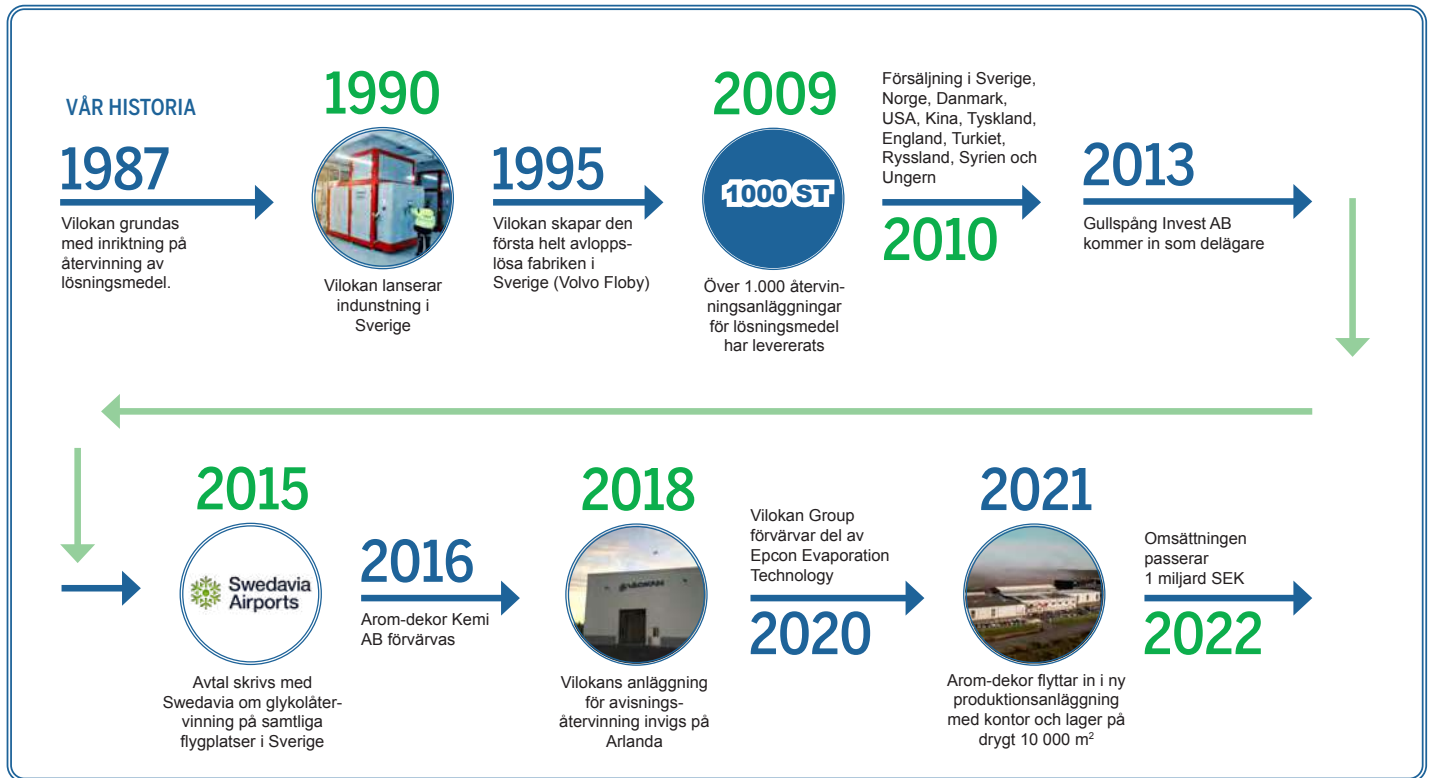 VÅR HISTORIA
1987
Vilokan grundas
med inriktning på
återvinning av
lösningsmedel.
1990
Vilokan lanserar
indunstning i
Sverige
1995
Vilokan skapar den
första helt avlopps-
lösa fabriken i
Sverige (Volvo Floby)
2009
1000 ST
Över 1.000 återvin-
ningsanläggningar
för lösningsmedel
har levererats
Försäljning i Sverige,
Norge, Danmark,
USA, Kina, Tyskland,
England, Turkiet,
Ryssland, Syrien och
Ungern
2010
2013
Gullspång Invest AB
kommer in som delägare
2015
Swedavia
Airports
Avtal skrivs med
Swedavia om glykolåter-
vinning på samtliga
flygplatser i Sverige
2016
Arom-dekor Kemi
AB förvärvas
2018
VILOKAN
Vilokans anläggning
för avisnings-
återvinning invigs på
Arlanda
Vilokan Group
förvärvar del av
Epcon Evaporation
Technology
2020
2021
Arom-dekor flyttar in i ny
produktionsanläggning
med kontor och lager på
drygt 10 000 m²
Omsättningen
passerar
1 miljard SEK
2022